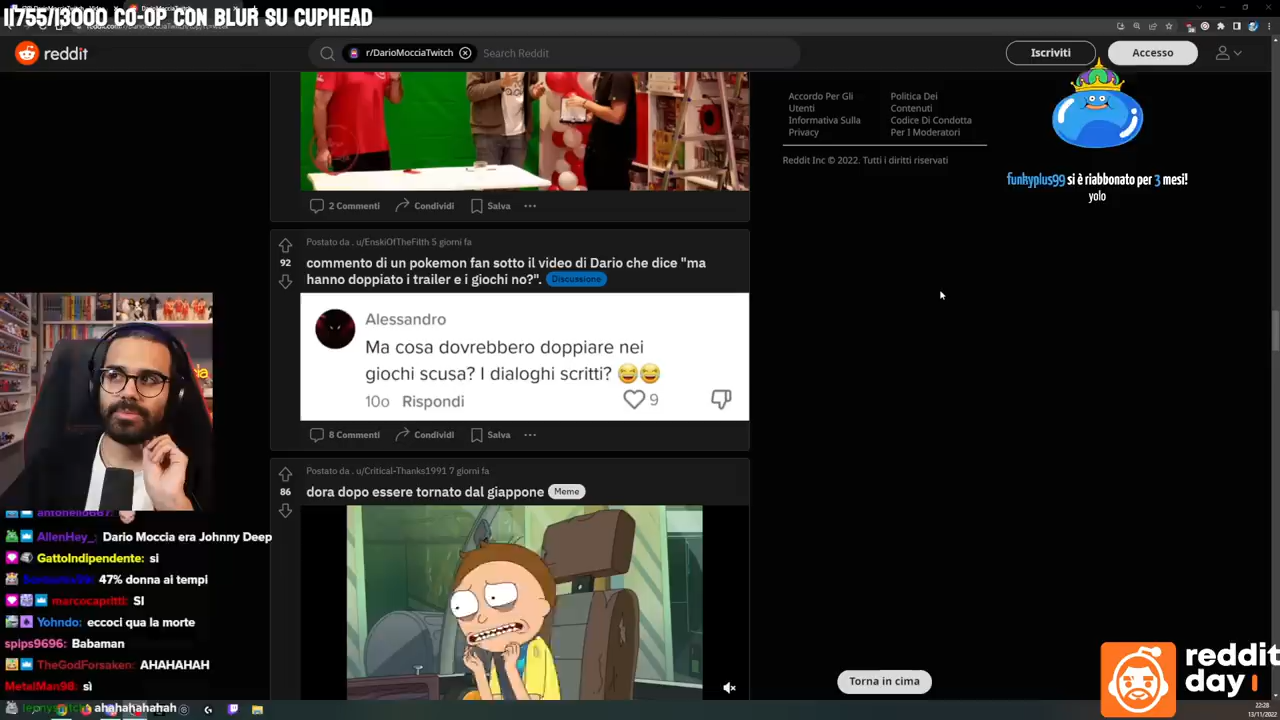 11755/13000 CO-OP CON BLUR SU CUPHEAD
reddit
r/DarioMocciaTwitch
Search Reddit
Iscriviti
Accesso
Accordo Per Gli
Utenti
Informativa Sulla
Privacy
Politica Dei
Contenuti
Codice Di Condotta
Per I Moderatori
Reddit Inc © 2022. Tutti i diritti riservati
funkyplus99 si è riabbonato per 3 mesi!
yolo
2 Commenti
Condividi
Salva
Postato da . u/EnskiOfTheFilth 5 giorni fa
92
commento di un pokemon fan sotto il video di Dario che dice "ma
hanno doppiato i trailer e i giochi no?". Discussione
Alessandro
Ma cosa dovrebbero doppiare nei
giochi scusa? I dialoghi scritti? 😂😂
10o Rispondi
9
8 Commenti
Condividi
Salva
Postato da . u/Critical-Thanks1991 7 giorni fa
86
dora dopo essere tornato dal giappone Meme
AllenHey_: Dario Moccia era Johnny Deep
GattoIndipendente: si
47% donna ai tempi
marcocapritti: SI
Yohndo: eccoci qua la morte
spips9696: Babaman
TheGodForsaken: AHAHAHAH
MetalMan98: sì
ahahahahahah
Torna in cima
reddit
day
22:28
13/11/2022